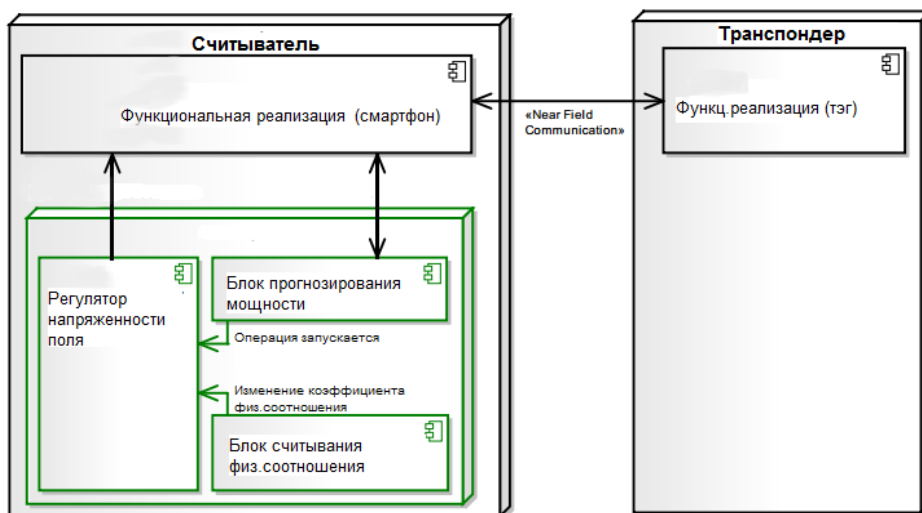 Считыватель
Функциональная реализация (смартфон)
Транспондер
Функц.реализация (тэг)
«Near Field
Communication»
Регулятор
напряженности
поля
Блок прогнозирования
мощности
Операция запускается
Изменение коэффициента
физ.соотношения
Блок считывания
физ.соотношения